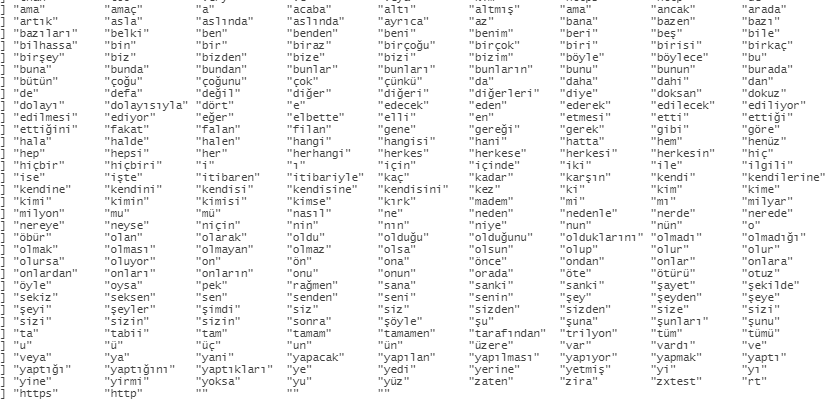 ] "ama" "amaç" "a" "acaba" "altı" "altmış" "ama" "ancak" "arada"
] "artık" "asla" "aslında" "aslında" "ayrıca" "az" "bana" "bazen" "bazı"
] "bazıları" "belki" "ben" "benden" "beni" "benim" "beri" "beş" "bile"
] "bilhassa" "bin" "bir" "biraz" "birçoğu" "birçok" "biri" "birisi" "birkaç"
] "birşey" "biz" "bizden" "bize" "bizi" "bizim" "böyle" "böylece" "bu"
] "buna" "bunda" "bundan" "bunlar" "bunları" "bunların" "bunu" "bunun" "burada"
] "bütün" "çoğu" "çoğunu" "çok" "çünkü" "da" "daha" "dahi" "dan"
] "de" "defa" "değil" "diğer" "diğeri" "diğerleri" "diye" "doksan" "dokuz"
] "dolayı" "dolayısıyla" "dört" "e" "edecek" "eden" "ederek" "edilecek" "ediliyor"
] "edilmesi" "ediyor" "eğer" "elbette" "elli" "en" "etmesi" "etti" "ettiği"
] "ettiğini" "fakat" "falan" "filan" "gene" "gereği" "gerek" "gibi" "göre"
] "hala" "halde" "halen" "hangi" "hangisi" "hani" "hatta" "hem" "henüz"
] "hep" "hepsi" "her" "herhangi" "herkes" "herkese" "herkesi" "herkesin" "hiç"
] "hiçbir" "hiçbiri" "i" "ı" "için" "içinde" "iki" "ile" "ilgili"
] "ise" "işte" "itibaren" "itibariyle" "kaç" "kadar" "karşın" "kendi" "kendilerine"
] "kendine" "kendini" "kendisi" "kendisine" "kendisini" "kez" "ki" "kim" "kime"
] "kimi" "kimin" "kimisi" "kimse" "kırk" "madem" "mi" "mı" "milyar"
] "milyon" "mu" "mü" "nasıl" "ne" "neden" "nedenle" "nerde" "nerede"
] "nereye" "neyse" "niçin" "nin" "nın" "niye" "nun" "nün" "o"
] "öbür" "olan" "olarak" "oldu" "olduğu" "olduğunu" "olduklarını" "olmadı" "olmadığı"
] "olmak" "olması" "olmayan" "olmaz" "olsa" "olsun" "olup" "olur" "olur"
] "olursa" "oluyor" "on" "ön" "ona" "önce" "ondan" "onlar" "onlara"
] "onlardan" "onları" "onların" "onu" "onun" "orada" "öte" "ötürü" "otuz"
] "öyle" "oysa" "pek" "rağmen" "sana" "sanki" "sanki" "şayet" "şekilde"
] "sekiz" "seksen" "sen" "senden" "seni" "senin" "şey" "şeyden" "şeye"
] "şeyi" "şeyler" "şimdi" "siz" "siz" "sizden" "sizden" "size" "sizi"
] "sizi" "sizin" "sizin" "sonra" "şöyle" "şu" "şuna" "şunları" "şunu"
] "ta" "tabii" "tam" "tamam" "tamamen" "tarafından" "trilyon" "tüm" "tümü"
] "u" "ü" "üç" "un" "ün" "üzere" "var" "vardı" "ve"
] "veya" "ya" "yani" "yapacak" "yapılan" "yapılması" "yapıyor" "yapmak" "yaptı"
] "yaptığı" "yaptığını" "yaptıkları" "ye" "yedi" "yerine" "yetmiş" "yi" "yı"
] "yine" "yirmi" "yoksa" "yu" "yüz" "zaten" "zira" "zxtest" "rt"
] "https" "http" "" "" ""